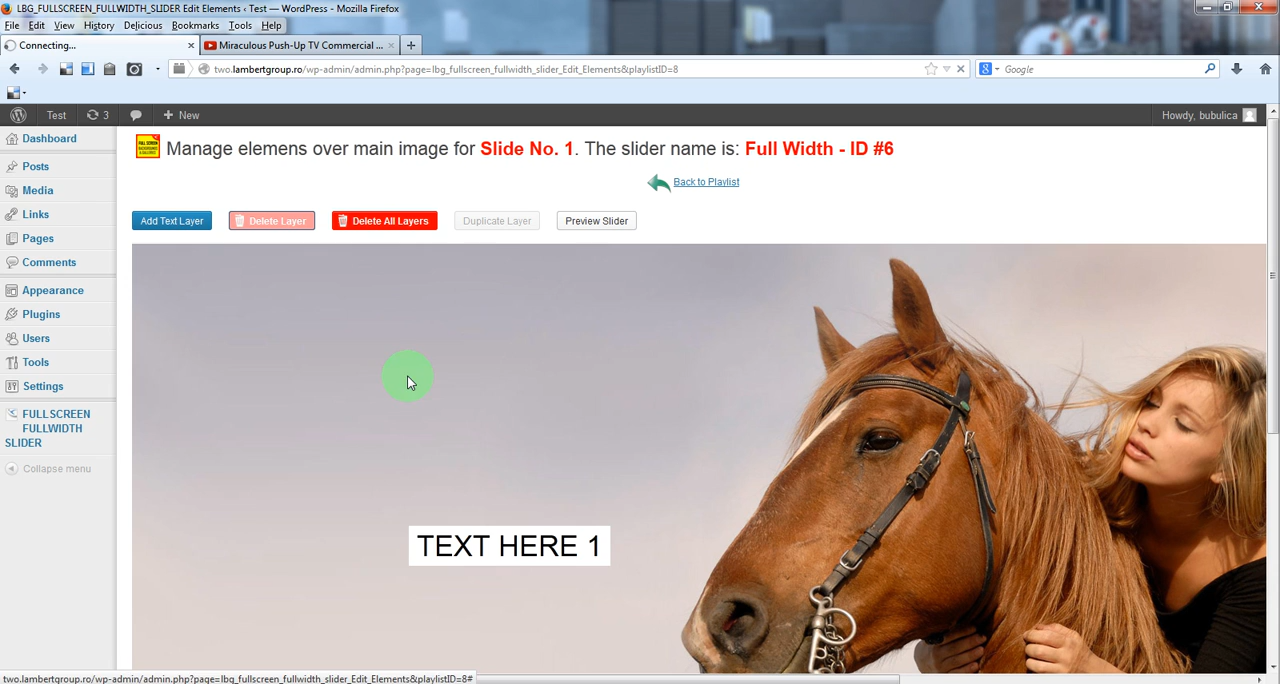 LBG_FULLSCREEN_FULLWIDTH_SLIDER Edit Elements ‹ Test — WordPress - Mozilla Firefox
File Edit View History Delicious Bookmarks Tools Help
Connecting... Miraculous Push-Up TV Commercial ...
two.lambertgroup.ro/wp-admin/admin.php?page=lbg_fullscreen_fullwidth_slider_Edit_Elements&playlistID=8 Google
Test 3 New Howdy, bubulica
Dashboard
Posts
Media
Links
Pages
Comments
Appearance
Plugins
Users
Tools
Settings
FULLSCREEN
FULLWIDTH
SLIDER
Collapse menu
Manage elemens over main image for Slide No. 1. The slider name is: Full Width - ID #6
Back to Playlist
Add Text Layer Delete Layer Delete All Layers Duplicate Layer Preview Slider
TEXT HERE 1
two.lambertgroup.ro/wp-admin/admin.php?page=lbg_fullscreen_fullwidth_slider_Edit_Elements&playlistID=8#